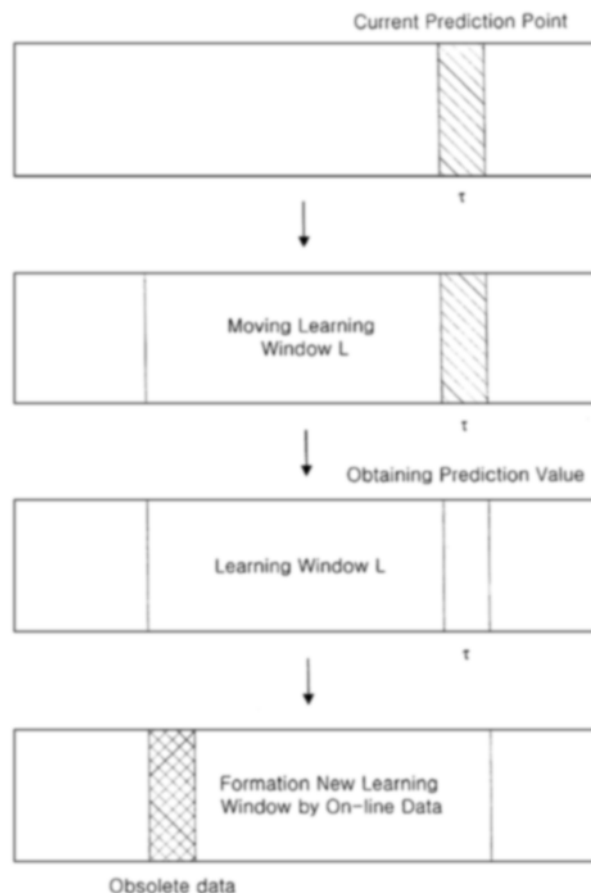 Current Prediction Point
τ
Moving Learning
Window L
τ
Obtaining Prediction Value
Learning Window L
τ
Formation New Learning
Window by On-line Data
Obsolete data